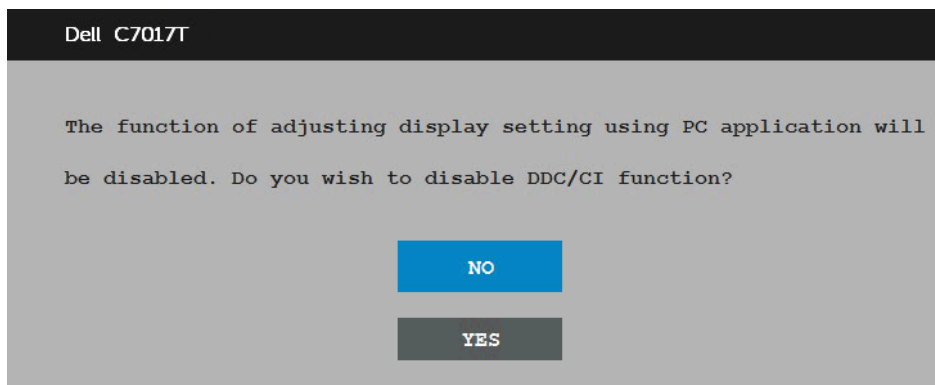 Dell C7017T
The function of adjusting display setting using PC application will
be disabled. Do you wish to disable DDC/CI function?
NO
YES